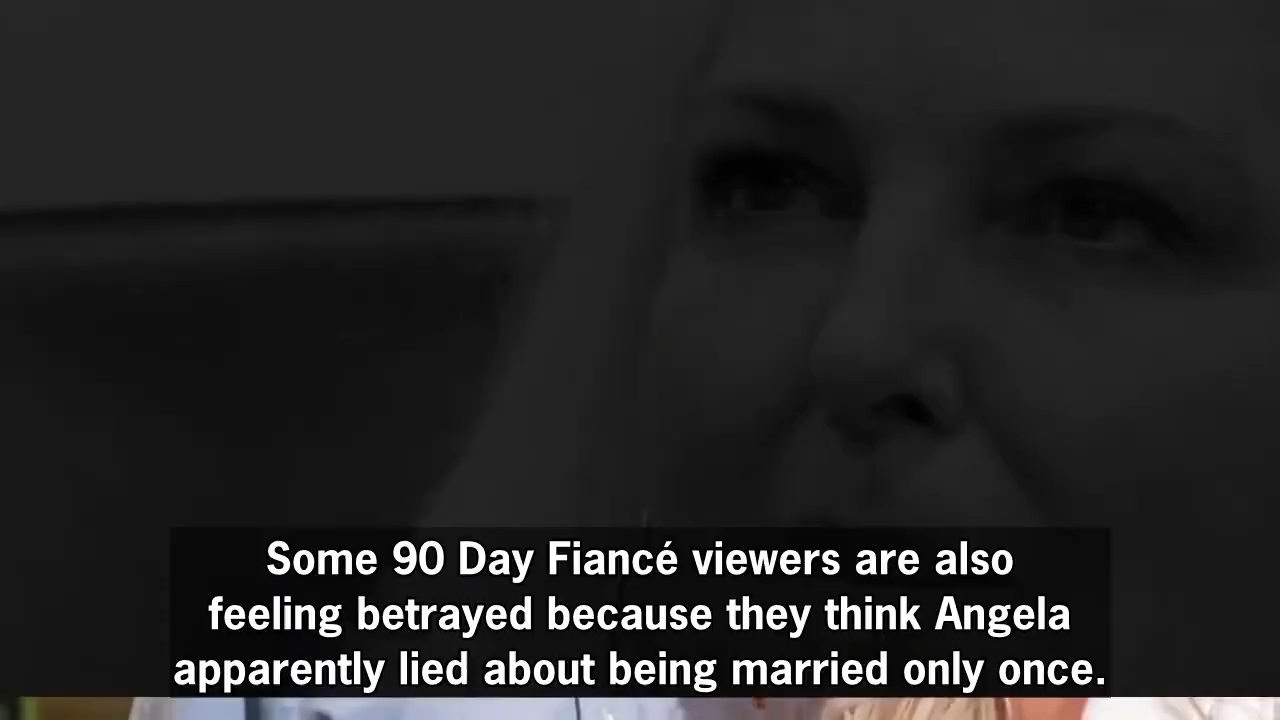 Some 90 Day Fiancé viewers are also
feeling betrayed because they think Angela
apparently lied about being married only once.